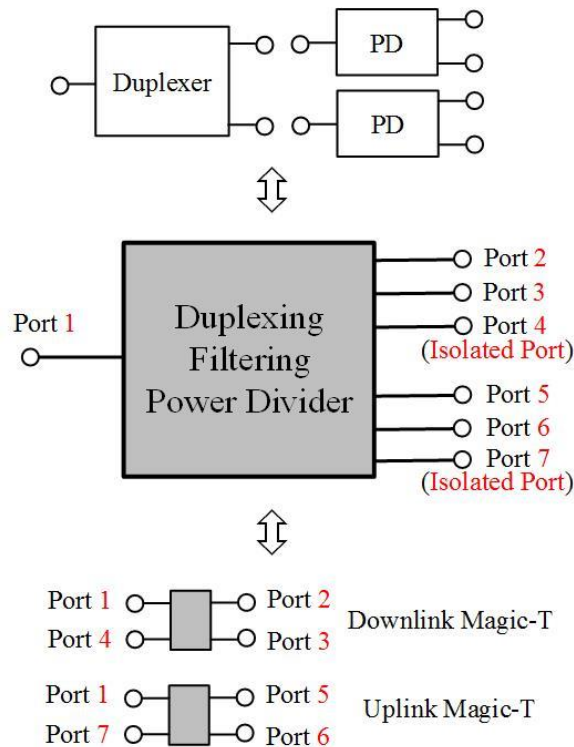 PD
Duplexer
PD
Port 2
Port 3
Port 1
Port 4
(Isolated Port)
Duplexing
Filtering
Power Divider
Port 5
Port 6
Port 7
(Isolated Port)
Port 1
Port 2
Downlink Magic-T
Port 4
Port 3
Port 1
Port 5
Uplink Magic-T
Port 7
Port 6